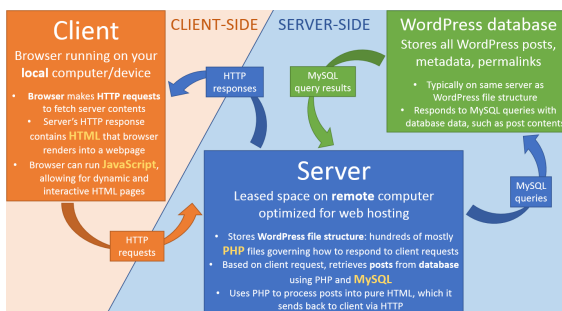 Client
Browser running on your
local computer/device
• Browser makes HTTP requests
to fetch server contents
• Server's HTTP response
contains HTML that browser
renders into a webpage
• Browser can run JavaScript,
allowing for dynamic and
interactive HTML pages
CLIENT-SIDE
SERVER-SIDE
HTTP
responses
MySQL
query results
WordPress database
Stores all WordPress posts,
metadata, permalinks
• Typically on same server as
WordPress file structure
• Responds to MySQL queries with
database data, such as post contents
Server
Leased space on remote computer
optimized for web hosting
• Stores WordPress file structure: hundreds of mostly
PHP files governing how to respond to client requests
• Based on client request, retrieves posts from database
using PHP and MySQL
• Uses PHP to process posts into pure HTML, which it
sends back to client via HTTP
MySQL
queries
HTTP
requests